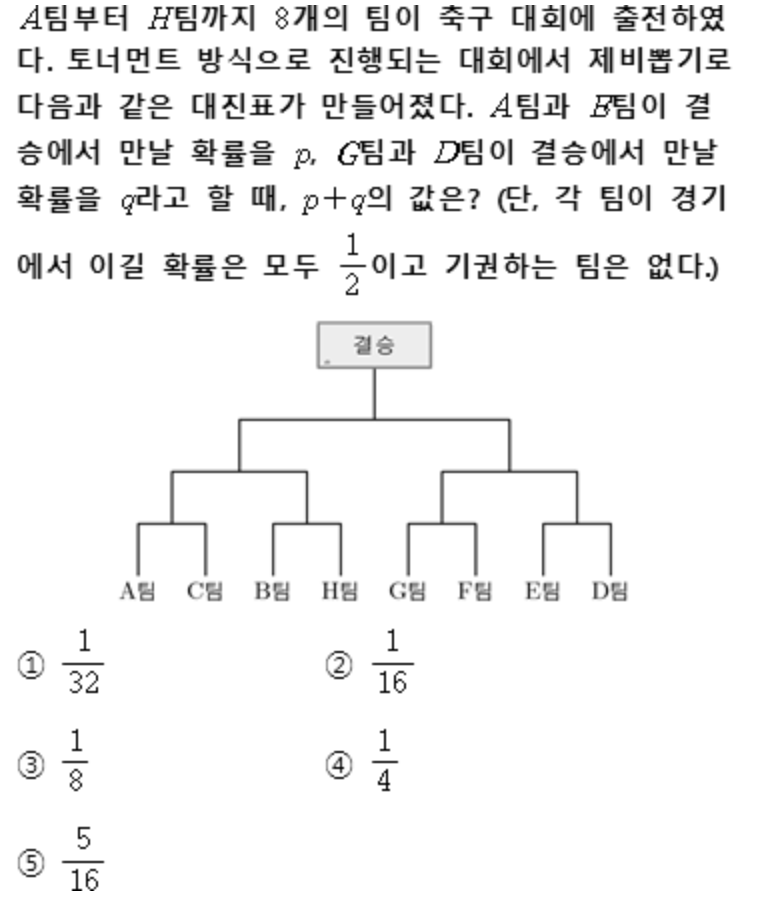 A팀부터 H팀까지 8개의 팀이 축구 대회에 출전하였
다. 토너먼트 방식으로 진행되는 대회에서 제비뽑기로
다음과 같은 대진표가 만들어졌다. A팀과 E팀이 결
승에서 만날 확률을 p, G팀과 D팀이 결승에서 만날
확률을 q라고 할 때, p+q의 값은? (단, 각 팀이 경기
에서 이길 확률은 모두 1/2이고 기권하는 팀은 없다.)
결승
A팀 C팀 B팀 H팀 G팀 F팀 E팀 D팀
① 1/32 ② 1/16
③ 1/8 ④ 1/4
⑤ 5/16